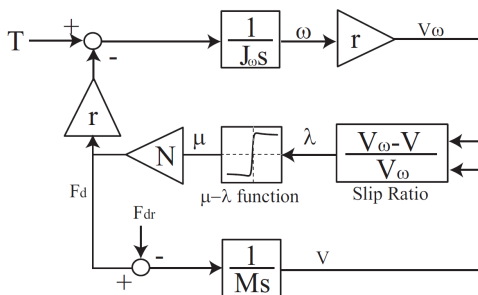 T
+
-
1
Jωs
ω
r
Vω
r
Fd
N
μ
μ−λ function
λ
Vω-V
Vω
Slip Ratio
Fdr
+
-
1
Ms
V